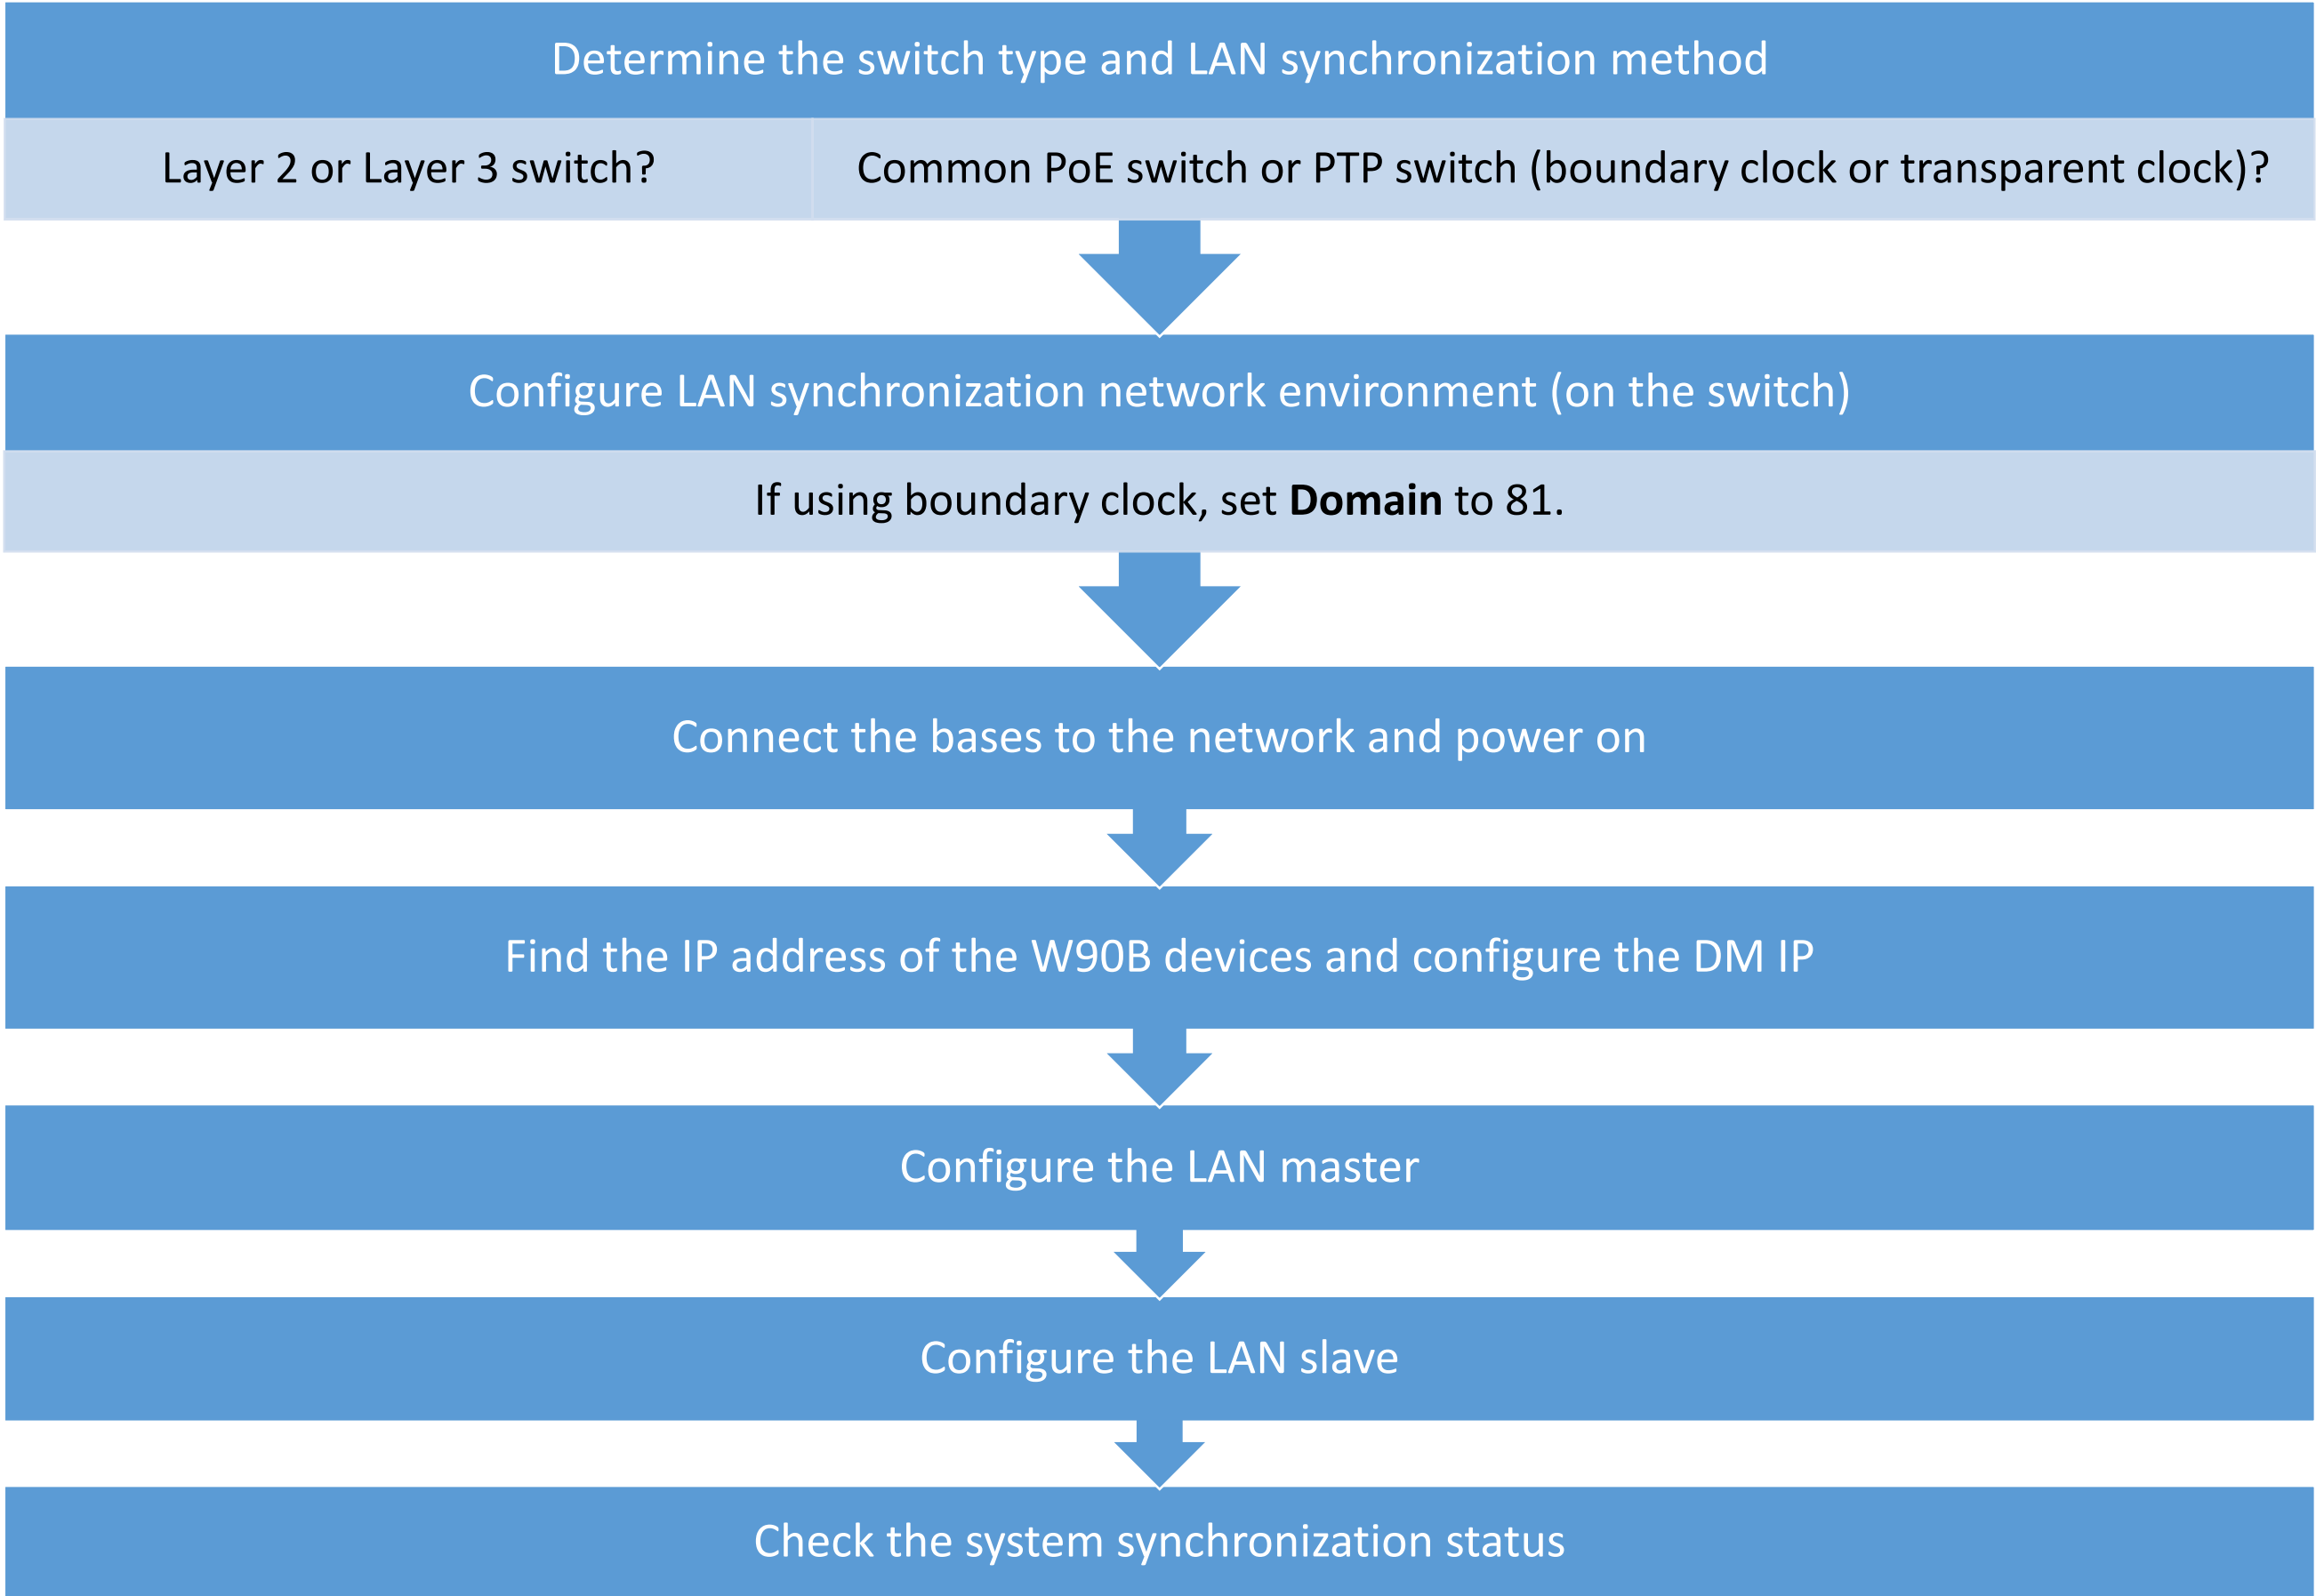 Determine the switch type and LAN synchronization method
Layer 2 or Layer 3 switch?
Common PoE switch or PTP switch (boundary clock or transparent clock)?
Configure LAN synchronization network environment (on the switch)
If using boundary clock, set Domain to 81.
Connect the bases to the network and power on
Find the IP address of the W90B devices and configure the DM IP
Configure the LAN master
Configure the LAN slave
Check the system synchronization status